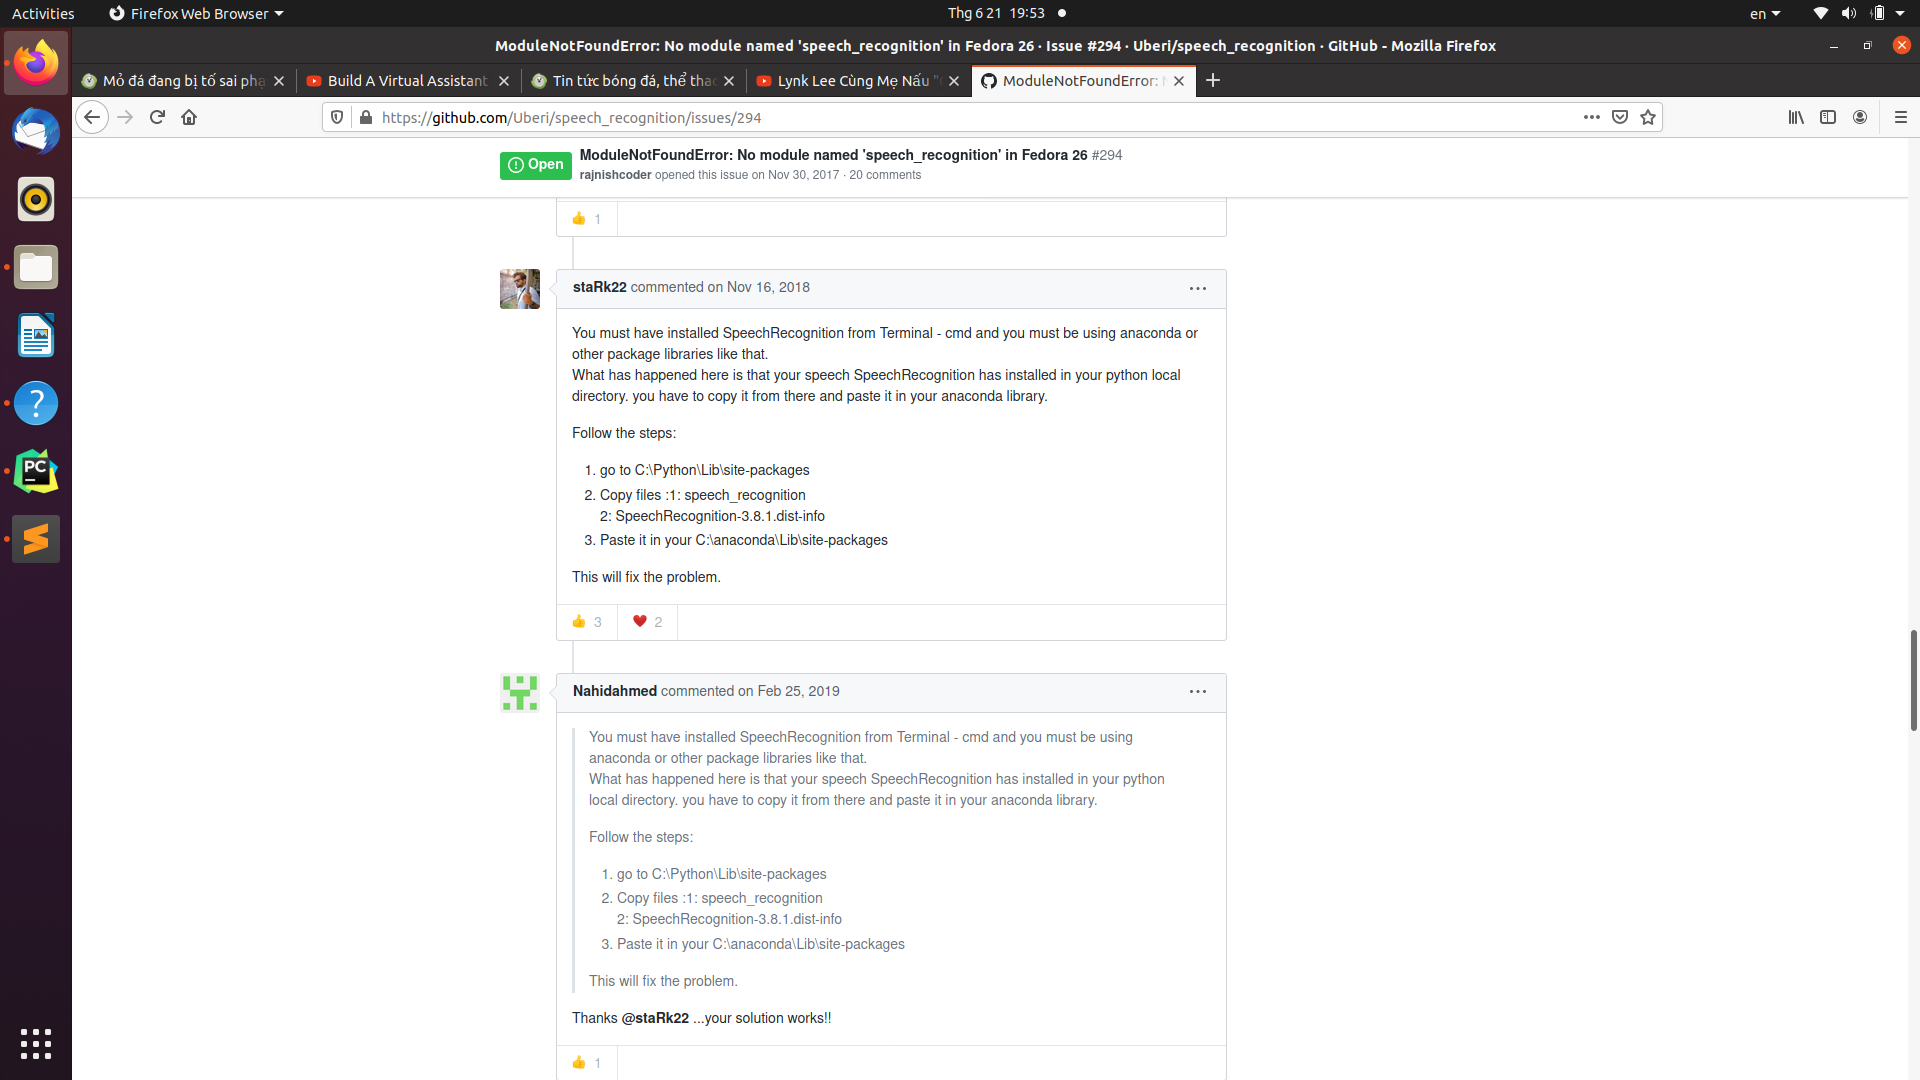 Activities Firefox Web Browser Thg 6 21 19:53 en
ModuleNotFoundError: No module named 'speech_recognition' in Fedora 26 · Issue #294 · Uberi/speech_recognition · GitHub - Mozilla Firefox
Mỏ đá đang bị tố sai phạ Build A Virtual Assistant Tin tức bóng đá, thể thao Lynk Lee Cùng Mẹ Nấu " ModuleNotFoundError:
https://github.com/Uberi/speech_recognition/issues/294
Open
ModuleNotFoundError: No module named 'speech_recognition' in Fedora 26 #294
rajnishcoder opened this issue on Nov 30, 2017 · 20 comments
👍 1
staRk22 commented on Nov 16, 2018
You must have installed SpeechRecognition from Terminal - cmd and you must be using anaconda or
other package libraries like that.
What has happened here is that your speech SpeechRecognition has installed in your python local
directory. you have to copy it from there and paste it in your anaconda library.
Follow the steps:
1. go to C:\Python\Lib\site-packages
2. Copy files :1: speech_recognition
2: SpeechRecognition-3.8.1.dist-info
3. Paste it in your C:\anaconda\Lib\site-packages
This will fix the problem.
👍 3 ❤️ 2
Nahidahmed commented on Feb 25, 2019
You must have installed SpeechRecognition from Terminal - cmd and you must be using
anaconda or other package libraries like that.
What has happened here is that your speech SpeechRecognition has installed in your python
local directory. you have to copy it from there and paste it in your anaconda library.
Follow the steps:
1. go to C:\Python\Lib\site-packages
2. Copy files :1: speech_recognition
2: SpeechRecognition-3.8.1.dist-info
3. Paste it in your C:\anaconda\Lib\site-packages
This will fix the problem.
Thanks @staRk22 ...your solution works!!
👍 1
PC